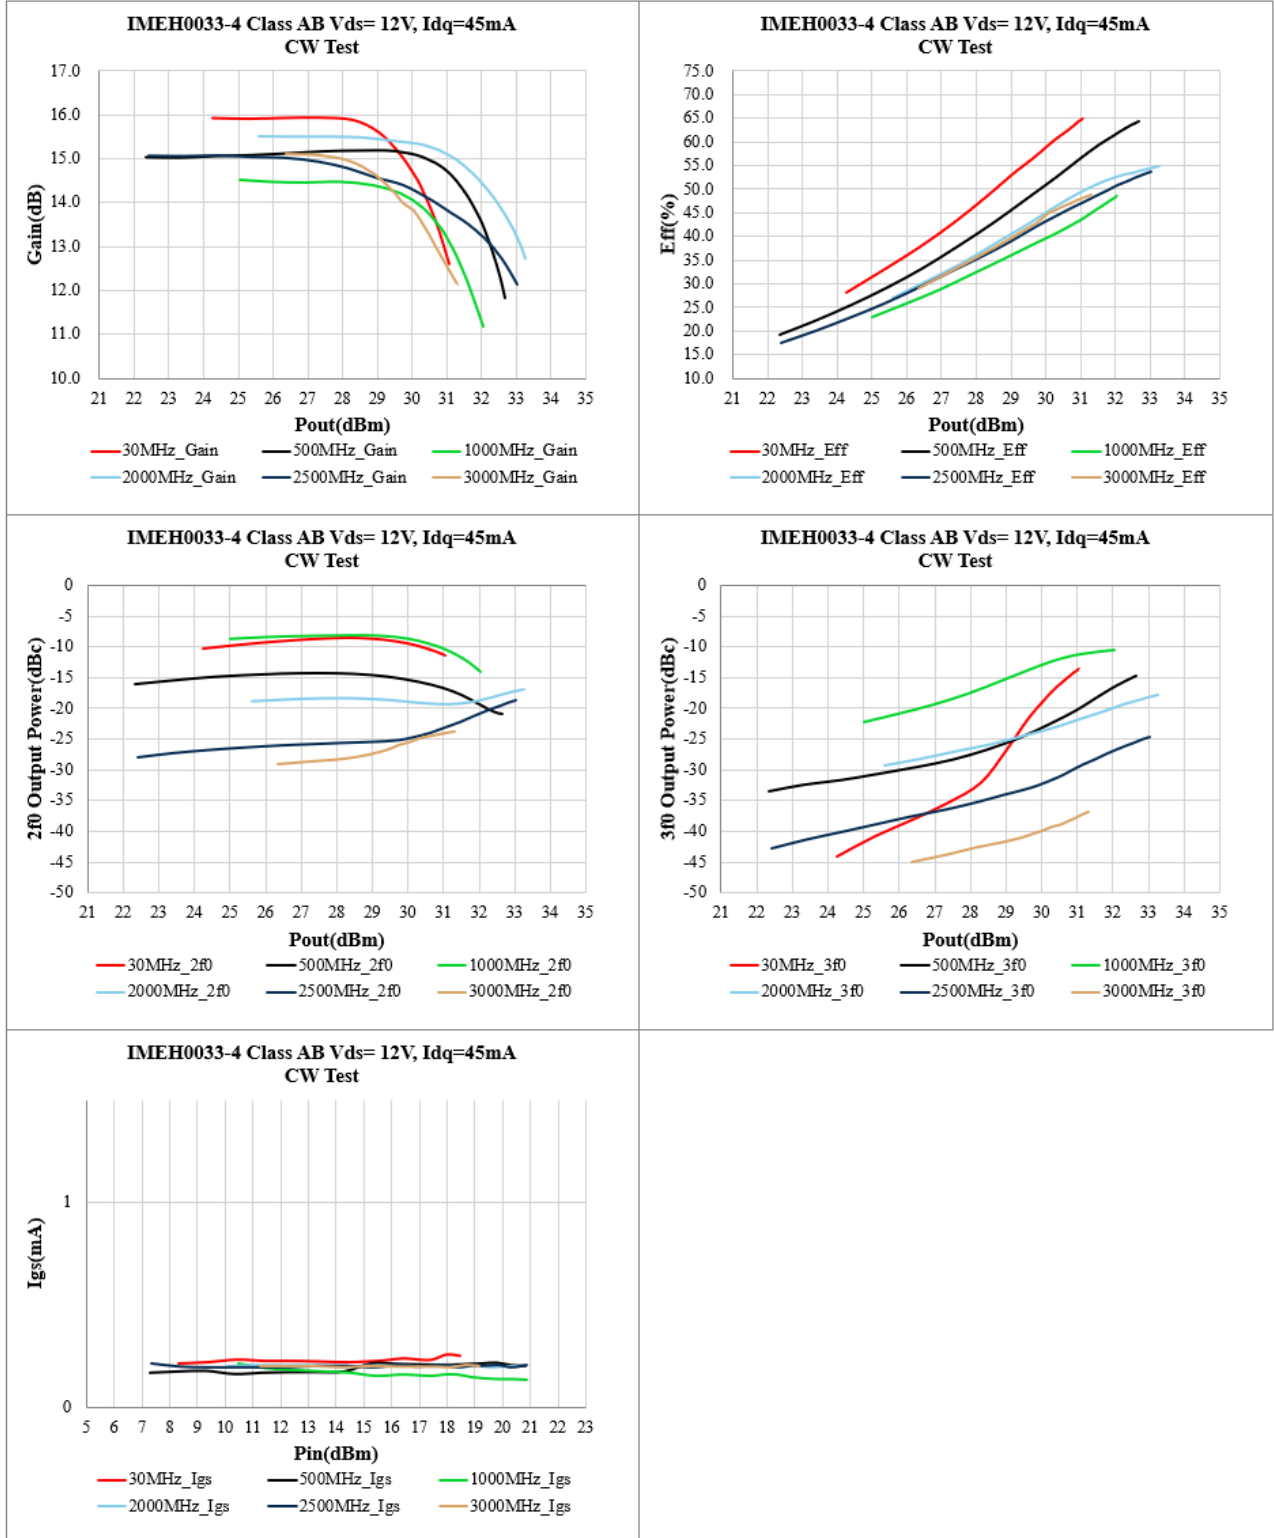 IMEH0033-4 Class AB Vds= 12V, Idq=45mA
CW Test
Gain(dB)
17.0
16.0
15.0
14.0
13.0
12.0
11.0
10.0
21 22 23 24 25 26 27 28 29 30 31 32 33 34 35
Pout(dBm)
30MHz_Gain 500MHz_Gain 1000MHz_Gain
2000MHz_Gain 2500MHz_Gain 3000MHz_Gain
IMEH0033-4 Class AB Vds= 12V, Idq=45mA
CW Test
Eff(%)
75.0
70.0
65.0
60.0
55.0
50.0
45.0
40.0
35.0
30.0
25.0
20.0
15.0
10.0
21 22 23 24 25 26 27 28 29 30 31 32 33 34 35
Pout(dBm)
30MHz_Eff 500MHz_Eff 1000MHz_Eff
2000MHz_Eff 2500MHz_Eff 3000MHz_Eff
IMEH0033-4 Class AB Vds= 12V, Idq=45mA
CW Test
2f0 Output Power(dBc)
0
-5
-10
-15
-20
-25
-30
-35
-40
-45
-50
21 22 23 24 25 26 27 28 29 30 31 32 33 34 35
Pout(dBm)
30MHz_2f0 500MHz_2f0 1000MHz_2f0
2000MHz_2f0 2500MHz_2f0 3000MHz_2f0
IMEH0033-4 Class AB Vds= 12V, Idq=45mA
CW Test
3f0 Output Power(dBc)
0
-5
-10
-15
-20
-25
-30
-35
-40
-45
-50
21 22 23 24 25 26 27 28 29 30 31 32 33 34 35
Pout(dBm)
30MHz_3f0 500MHz_3f0 1000MHz_3f0
2000MHz_3f0 2500MHz_3f0 3000MHz_3f0
IMEH0033-4 Class AB Vds= 12V, Idq=45mA
CW Test
Igs(mA)
1
0
5 6 7 8 9 10 11 12 13 14 15 16 17 18 19 20 21 22 23
Pin(dBm)
30MHz_Igs 500MHz_Igs 1000MHz_Igs
2000MHz_Igs 2500MHz_Igs 3000MHz_Igs